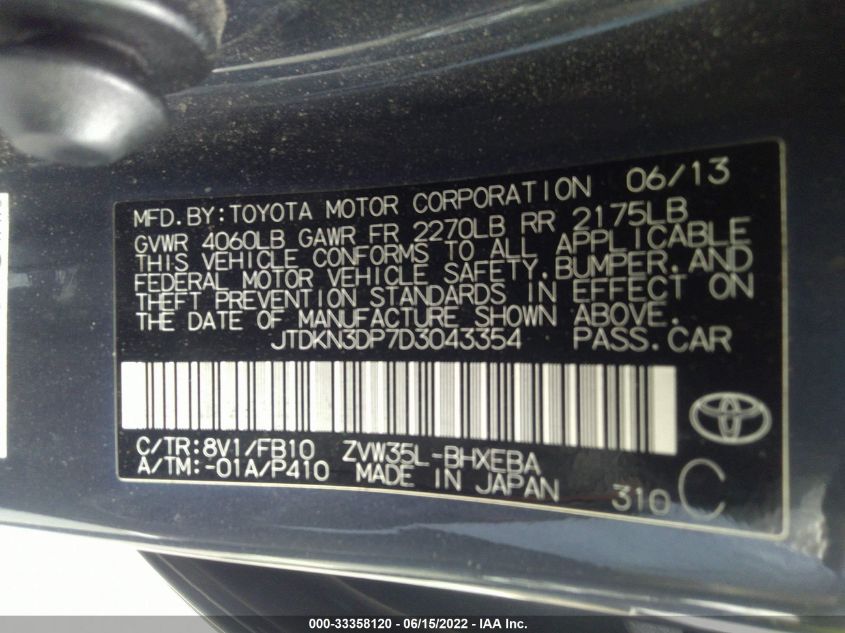 MFD. BY: TOYOTA MOTOR CORPORATION 06/13
GVWR 4060LB GAWR FR 2270LB RR 2175LB
THIS VEHICLE CONFORMS TO ALL APPLICABLE
FEDERAL MOTOR VEHICLE SAFETY, BUMPER, AND
THEFT PREVENTION STANDARDS IN EFFECT ON
THE DATE OF MANUFACTURE SHOWN ABOVE.
JTDKN3DP7D3043354 PASS. CAR
C/TR: 8V1/FB10 ZVW35L-BHXEBA
A/TM: -01A/P410 MADE IN JAPAN
310 C
000-33358120 - 06/15/2022 - IAA Inc.